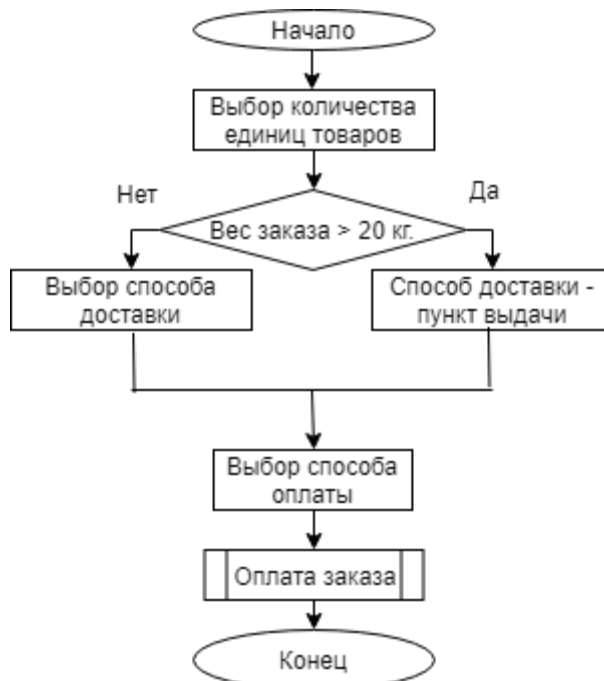 Начало
Выбор количества
единиц товаров
Нет
Да
Вес заказа > 20 кг.
Выбор способа
доставки
Способ доставки -
пункт выдачи
Выбор способа
оплаты
Оплата заказа
Конец